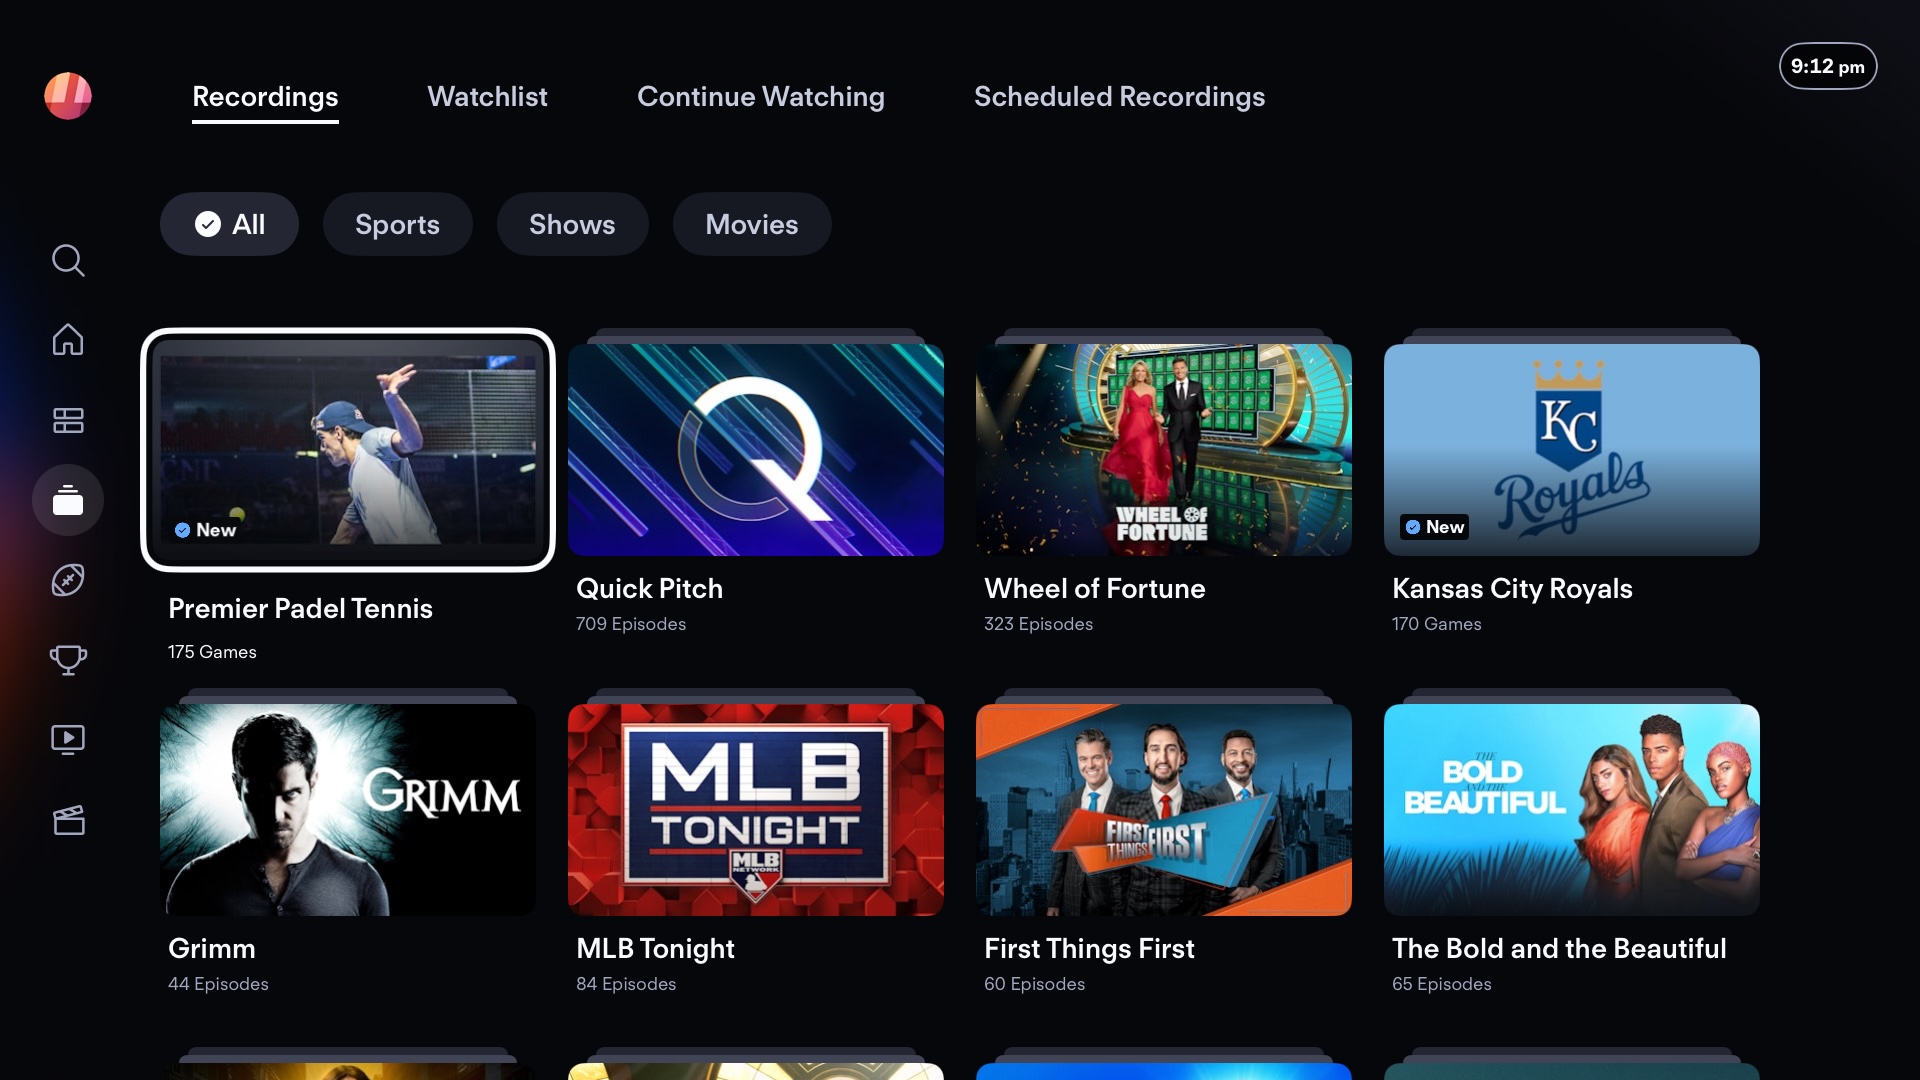 9:12 pm
Recordings
Watchlist
Continue Watching
Scheduled Recordings
All
Sports
Shows
Movies
New
Premier Padel Tennis
175 Games
Quick Pitch
709 Episodes
WHEEL of
FORTUNE
Wheel of Fortune
323 Episodes
KC
Royals
New
Kansas City Royals
170 Games
GRIMM
Grimm
44 Episodes
MLB
TONIGHT
MLB
NETWORK
MLB Tonight
84 Episodes
FIRST
THINGS
FIRST
First Things First
60 Episodes
THE
BOLD
AND THE
BEAUTIFUL
The Bold and the Beautiful
65 Episodes